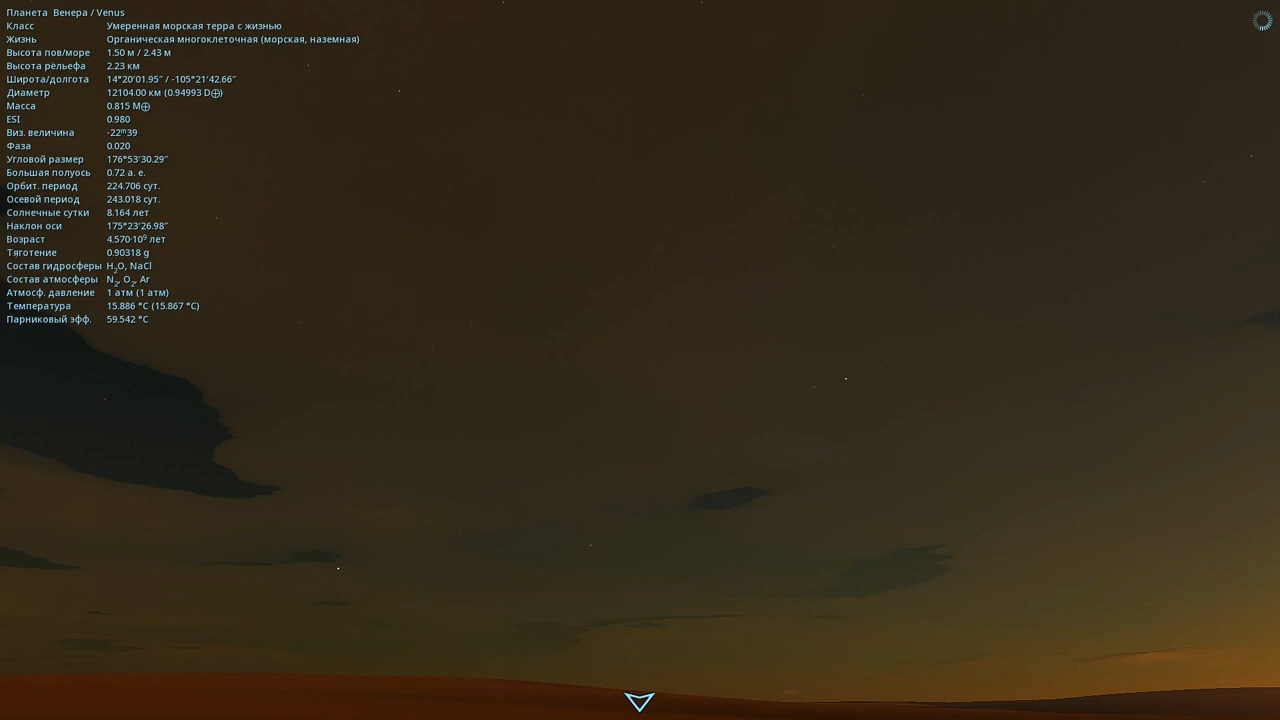 Планета Венера / Venus
Класс Умеренная морская терра с жизнью
Жизнь Органическая многоклеточная (морская, наземная)
Высота пов/море 1.50 м / 2.43 м
Высота рельефа 2.23 км
Широта/долгота 14°20′01.95″ / -105°21′42.66″
Диаметр 12104.00 км (0.94993 D⊕)
Масса 0.815 M⊕
ESI 0.980
Виз. величина -22ᵐ39
Фаза 0.020
Угловой размер 176°53′30.29″
Большая полуось 0.72 а. е.
Орбит. период 224.706 сут.
Осевой период 243.018 сут.
Солнечные сутки 8.164 лет
Наклон оси 175°23′26.98″
Возраст 4.570·10⁹ лет
Тяготение 0.90318 g
Состав гидросферы H₂O, NaCl
Состав атмосферы N₂, O₂, Ar
Атмосф. давление 1 атм (1 атм)
Температура 15.886 °C (15.867 °C)
Парниковый эфф. 59.542 °C